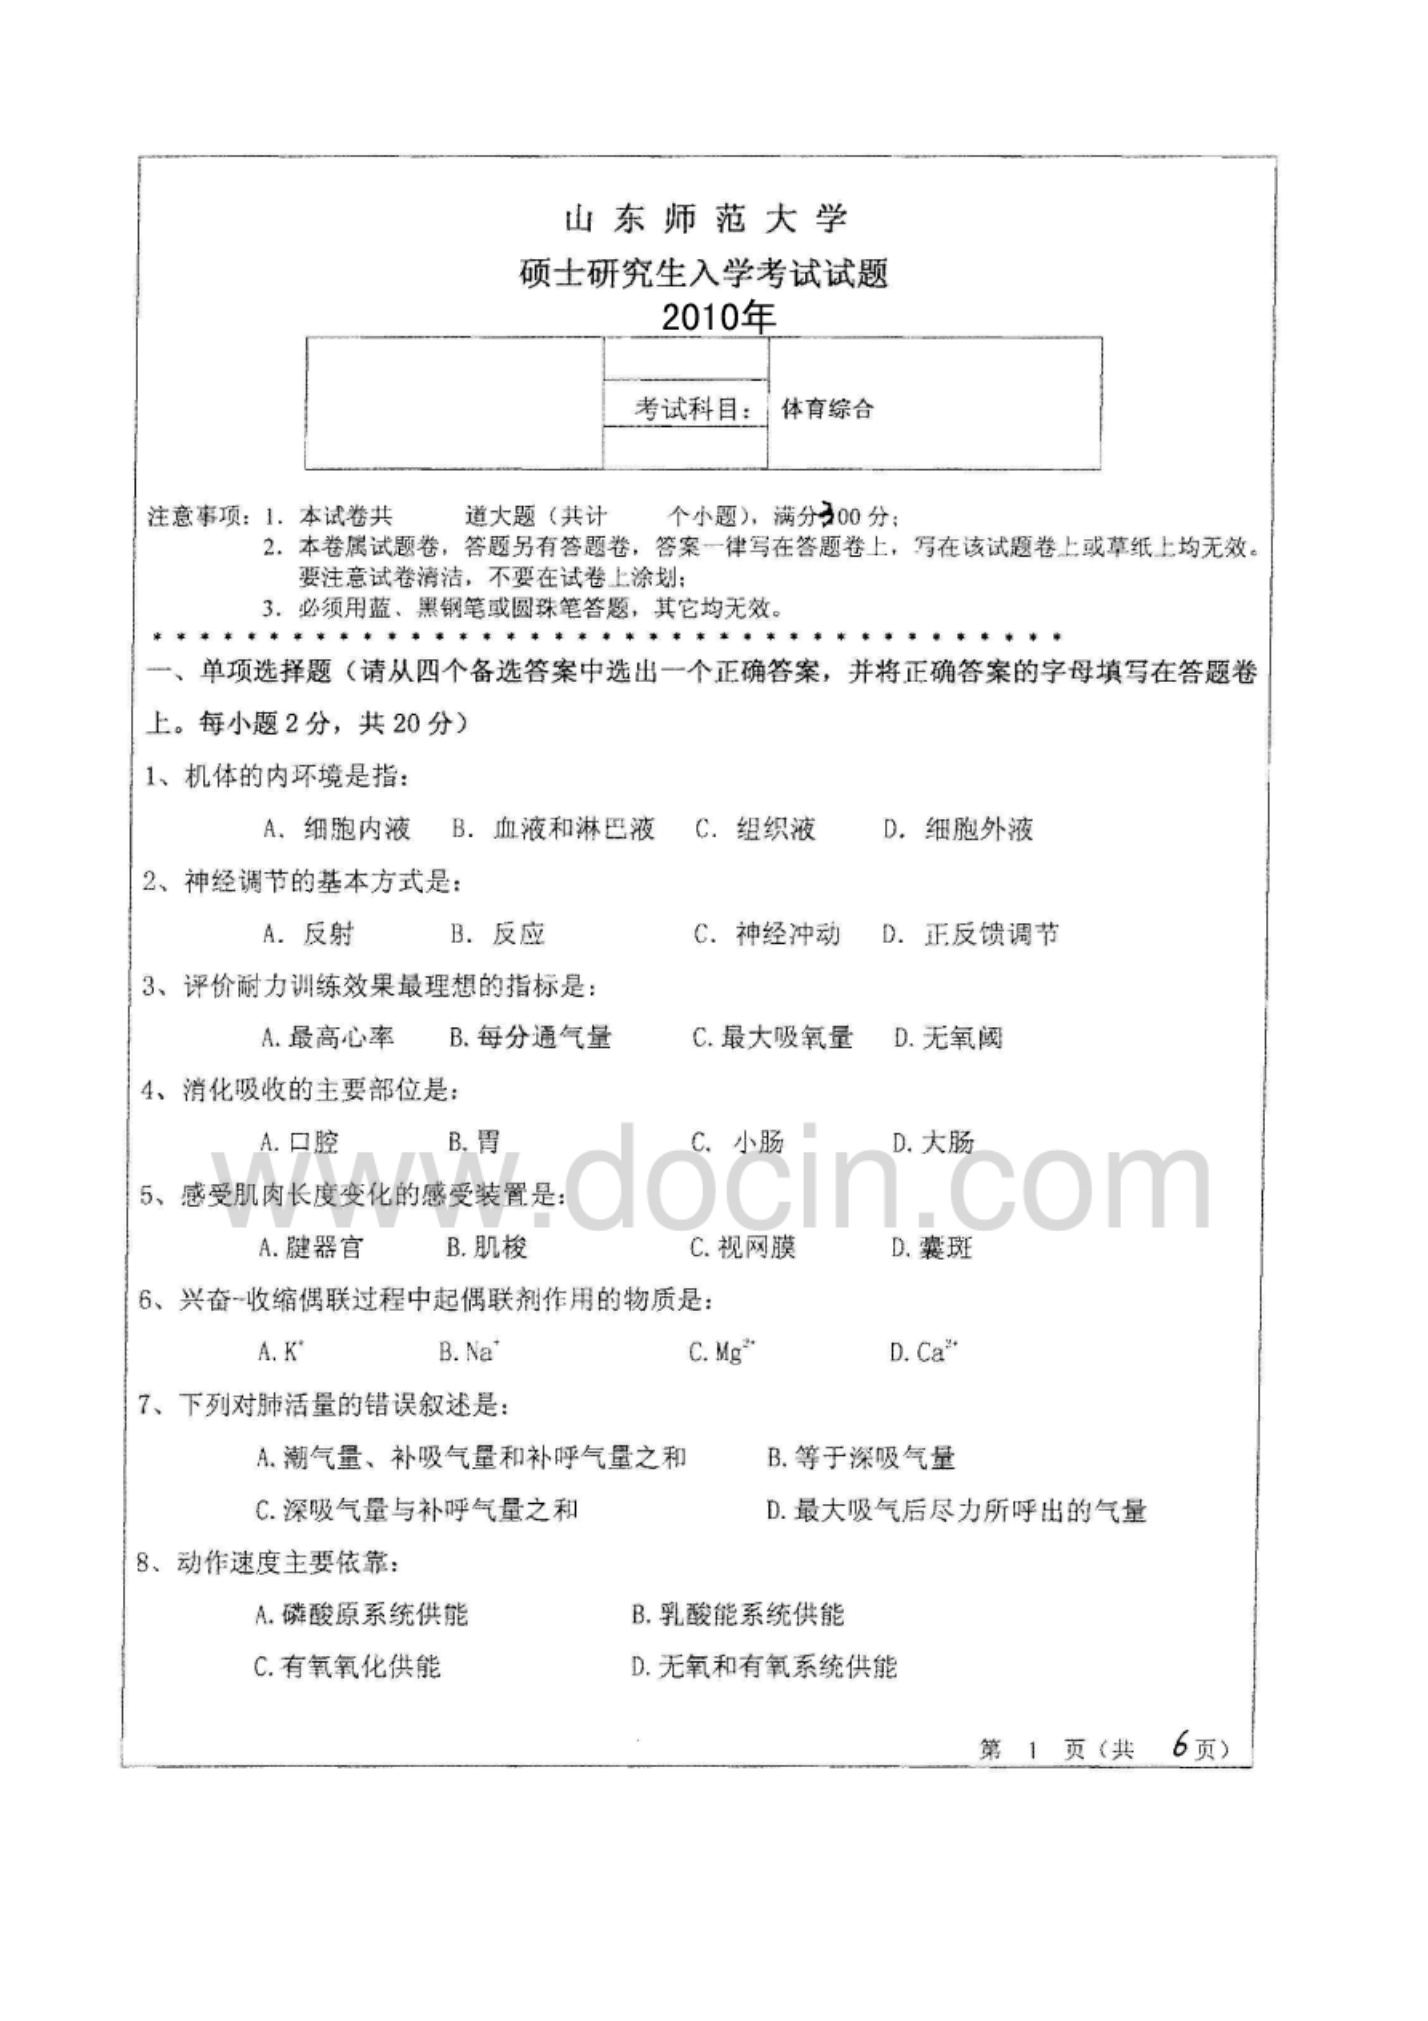 山东师范大学
硕士研究生入学考试试题
2010年
考试科目： 体育综合
注意事项：1. 本试卷共 道大题（共计 个小题），满分300分；
2. 本卷属试题卷，答题另有答题卷，答案一律写在答题卷上，写在该试题卷上或草纸上均无效。
要注意试卷清洁，不要在试卷上涂划；
3. 必须用蓝、黑钢笔或圆珠笔答题，其它均无效。
* * * * * * * * * * * * * * * * * * * * * * * * * * * * * * * * * * * * * * *
一、单项选择题（请从四个备选答案中选出一个正确答案，并将正确答案的字母填写在答题卷
上。每小题2分，共20分）
1、机体的内环境是指：
A. 细胞内液 B. 血液和淋巴液 C. 组织液 D. 细胞外液
2、神经调节的基本方式是：
A. 反射 B. 反应 C. 神经冲动 D. 正反馈调节
3、评价耐力训练效果最理想的指标是：
A.最高心率 B.每分通气量 C.最大吸氧量 D.无氧阈
4、消化吸收的主要部位是：
A.口腔 B.胃 C. 小肠 D.大肠
www.docin.com
5、感受肌肉长度变化的感受装置是：
A.腱器官 B.肌梭 C.视网膜 D.囊斑
6、兴奋-收缩偶联过程中起偶联剂作用的物质是：
A.K⁺ B.Na⁺ C.Mg²⁺ D.Ca²⁺
7、下列对肺活量的错误叙述是：
A.潮气量、补吸气量和补呼气量之和 B.等于深吸气量
C.深吸气量与补呼气量之和 D.最大吸气后尽力所呼出的气量
8、动作速度主要依靠：
A.磷酸原系统供能 B.乳酸能系统供能
C.有氧氧化供能 D.无氧和有氧系统供能
第 1 页（共 6页）